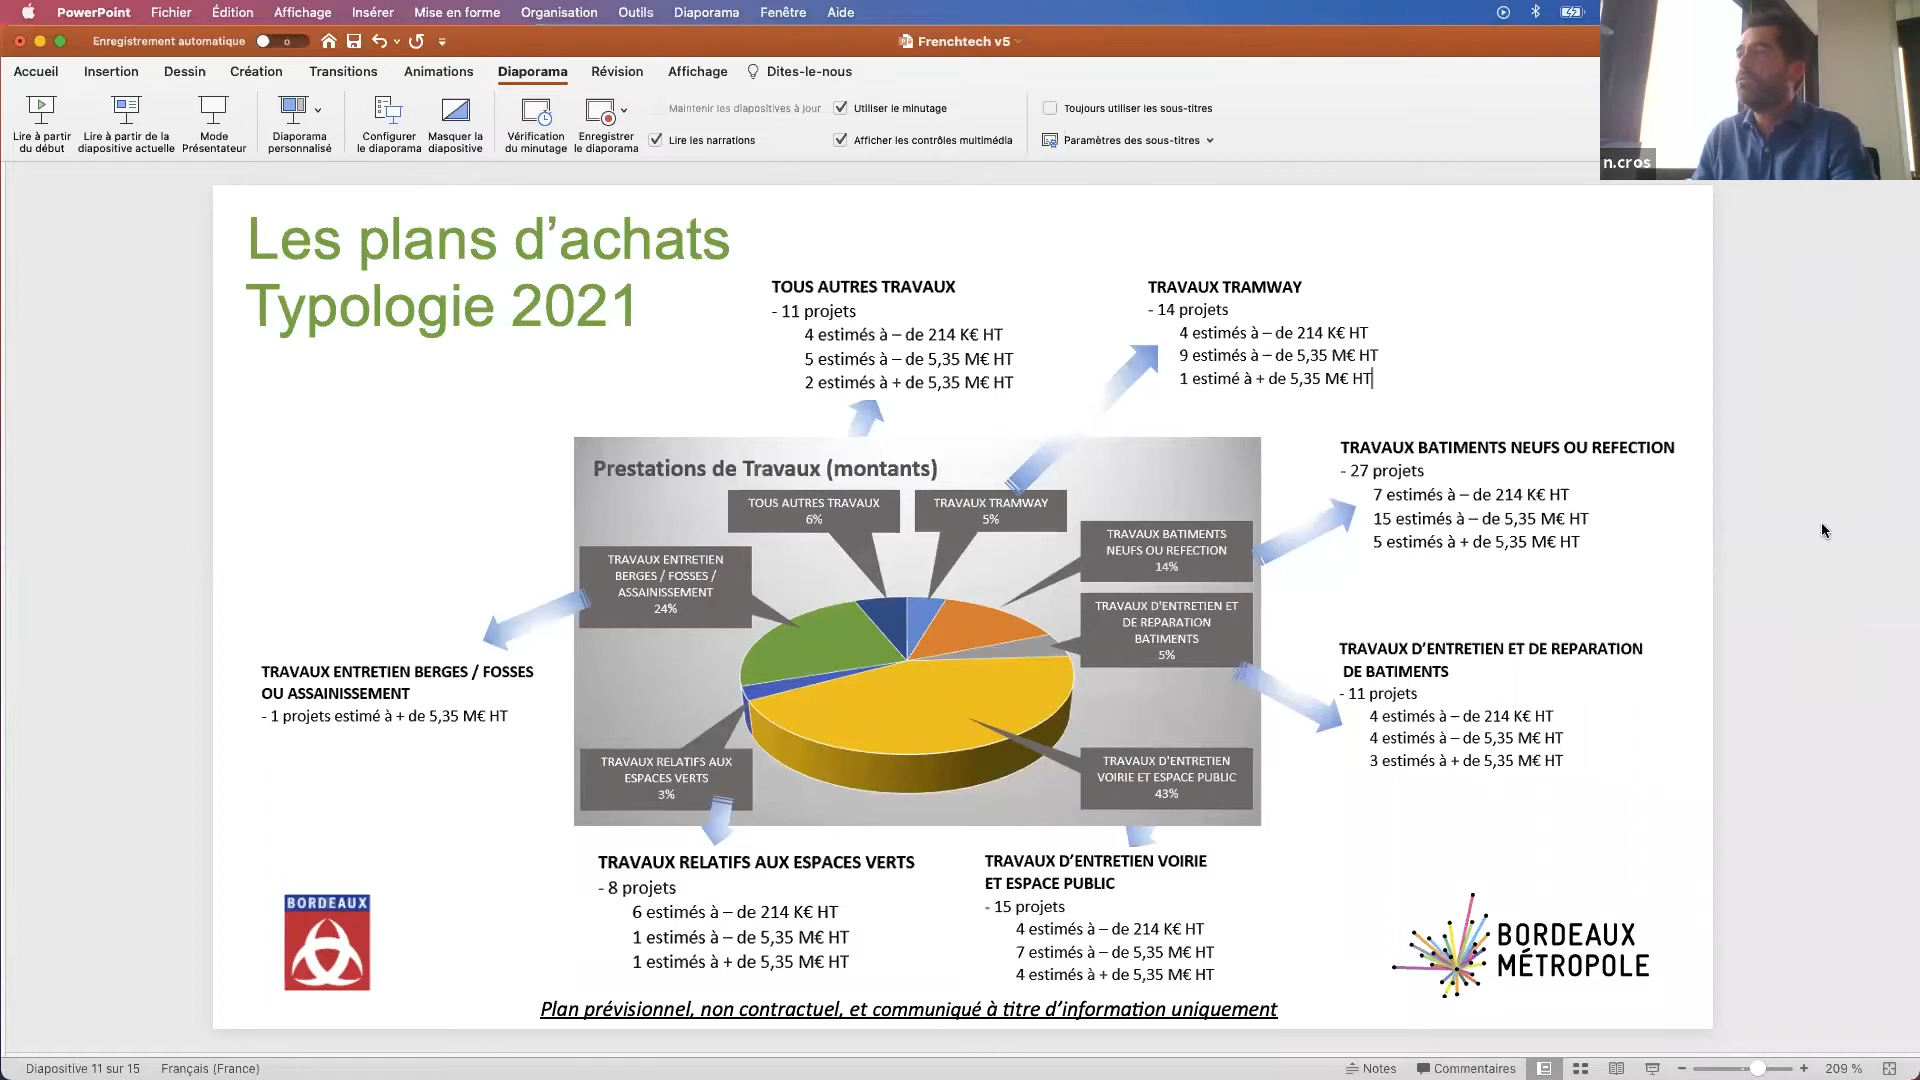 PowerPoint Fichier Édition Affichage Insérer Mise en forme Organisation Outils Diaporama Fenêtre Aide
Enregistrement automatique
Frenchtech v5
Accueil Insertion Dessin Création Transitions Animations Diaporama Révision Affichage Dites-le-nous
Lire à partir
du début
Lire à partir de la
diapositive actuelle
Mode
Présentateur
Diaporama
personnalisé
Configurer
le diaporama
Masquer la
diapositive
Vérification
du minutage
Enregistrer
le diaporama
Maintenir les diapositives à jour
Lire les narrations
Utiliser le minutage
Afficher les contrôles multimédia
Toujours utiliser les sous-titres
Paramètres des sous-titres
n.cros
Les plans d’achats
Typologie 2021
TOUS AUTRES TRAVAUX
- 11 projets
4 estimés à – de 214 K€ HT
5 estimés à – de 5,35 M€ HT
2 estimés à + de 5,35 M€ HT
TRAVAUX TRAMWAY
- 14 projets
4 estimés à – de 214 K€ HT
9 estimés à – de 5,35 M€ HT
1 estimé à + de 5,35 M€ HT
TRAVAUX BATIMENTS NEUFS OU REFECTION
- 27 projets
7 estimés à – de 214 K€ HT
15 estimés à – de 5,35 M€ HT
5 estimés à + de 5,35 M€ HT
Prestations de Travaux (montants)
TOUS AUTRES TRAVAUX
6%
TRAVAUX TRAMWAY
5%
TRAVAUX BATIMENTS
NEUFS OU REFECTION
14%
TRAVAUX ENTRETIEN
BERGES / FOSSES /
ASSAINISSEMENT
24%
TRAVAUX D'ENTRETIEN ET
DE REPARATION
BATIMENTS
5%
TRAVAUX RELATIFS AUX
ESPACES VERTS
3%
TRAVAUX D'ENTRETIEN
VOIRIE ET ESPACE PUBLIC
43%
TRAVAUX ENTRETIEN BERGES / FOSSES
OU ASSAINISSEMENT
- 1 projets estimé à + de 5,35 M€ HT
TRAVAUX D’ENTRETIEN ET DE REPARATION
DE BATIMENTS
- 11 projets
4 estimés à – de 214 K€ HT
4 estimés à – de 5,35 M€ HT
3 estimés à + de 5,35 M€ HT
TRAVAUX RELATIFS AUX ESPACES VERTS
- 8 projets
6 estimés à – de 214 K€ HT
1 estimés à – de 5,35 M€ HT
1 estimés à + de 5,35 M€ HT
TRAVAUX D’ENTRETIEN VOIRIE
ET ESPACE PUBLIC
- 15 projets
4 estimés à – de 214 K€ HT
7 estimés à – de 5,35 M€ HT
4 estimés à + de 5,35 M€ HT
BORDEAUX
BORDEAUX
MÉTROPOLE
Plan prévisionnel, non contractuel, et communiqué à titre d’information uniquement
Diapositive 11 sur 15 Français (France) Notes Commentaires 209 %